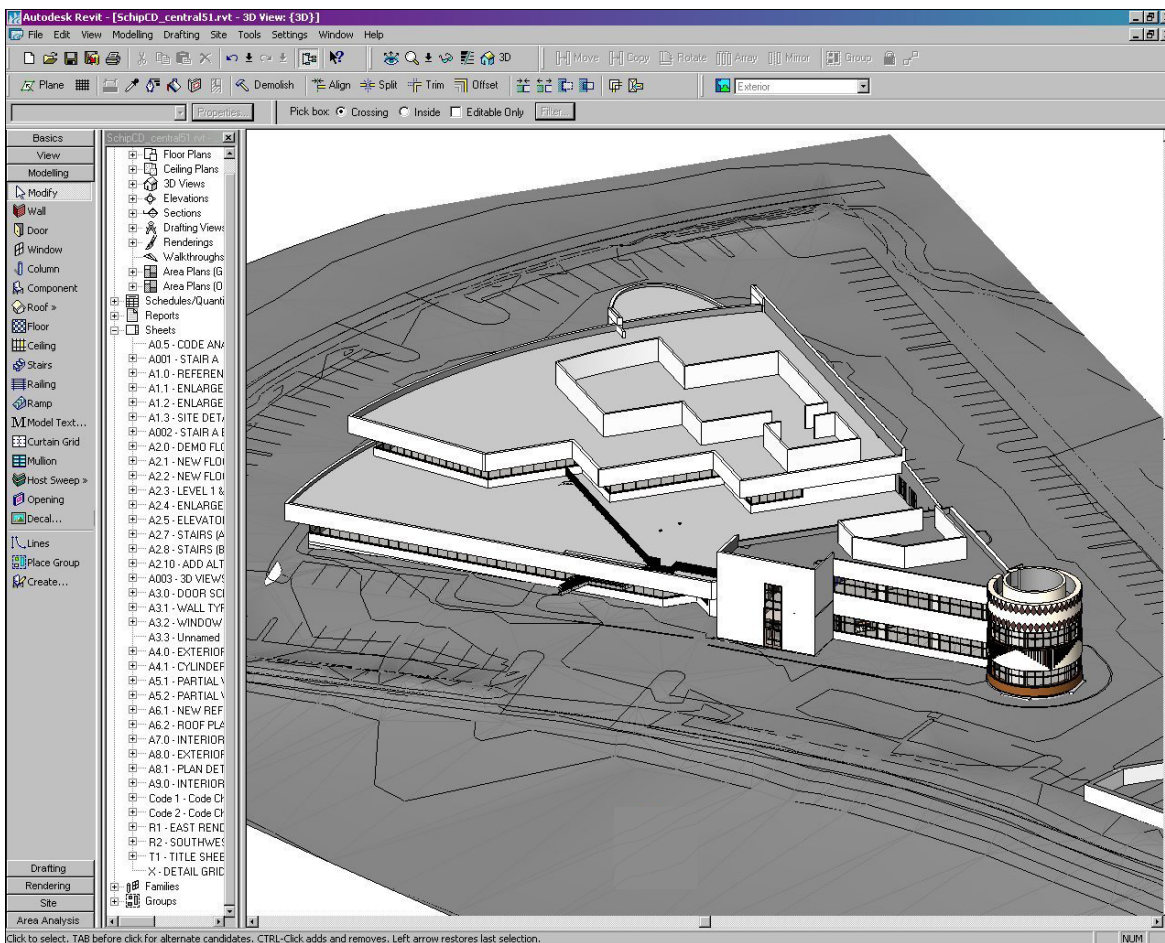 Autodesk Revit - [SchipCD_central51.rvt - 3D View: {3D}]
File Edit View Modelling Drafting Site Tools Settings Window Help
3D Move Copy Rotate Array Mirror Group
Plane Demolish Align Split Trim Offset Exterior
Properties... Pick box: Crossing Inside Editable Only Filter...
Basics
View
Modelling
Modify
Wall
Door
Window
Column
Component
Roof »
Floor
Ceiling
Stairs
Railing
Ramp
Model Text...
Curtain Grid
Mullion
Host Sweep »
Opening
Decal...
Lines
Place Group
Create...
Drafting
Rendering
Site
Area Analysis
SchipCD_central51.rvt -
Floor Plans
Ceiling Plans
3D Views
Elevations
Sections
Drafting Views
Renderings
Walkthroughs
Area Plans (G
Area Plans (O
Schedules/Quanti
Reports
Sheets
A0.5 - CODE ANA
A001 - STAIR A
A1.0 - REFEREN
A1.1 - ENLARGE
A1.2 - ENLARGE
A1.3 - SITE DETA
A002 - STAIR A E
A2.0 - DEMO FLO
A2.1 - NEW FLOO
A2.2 - NEW FLOO
A2.3 - LEVEL 1 &
A2.4 - ENLARGE
A2.5 - ELEVATO
A2.7 - STAIRS (A
A2.8 - STAIRS (B
A2.10 - ADD ALT
A003 - 3D VIEWS
A3.0 - DOOR SCH
A3.1 - WALL TYP
A3.2 - WINDOW
A3.3 - Unnamed
A4.0 - EXTERIOR
A4.1 - CYLINDER
A5.1 - PARTIAL
A5.2 - PARTIAL
A6.1 - NEW REF
A6.2 - ROOF PLA
A7.0 - INTERIOR
A8.0 - EXTERIOR
A8.1 - PLAN DET
A9.0 - INTERIOR
Code 1 - Code Ch
Code 2 - Code Ch
R1 - EAST REND
R2 - SOUTHWES
T1 - TITLE SHEE
X - DETAIL GRID
Families
Groups
Click to select. TAB before click for alternate candidates. CTRL-Click adds and removes. Left arrow restores last selection. NUM